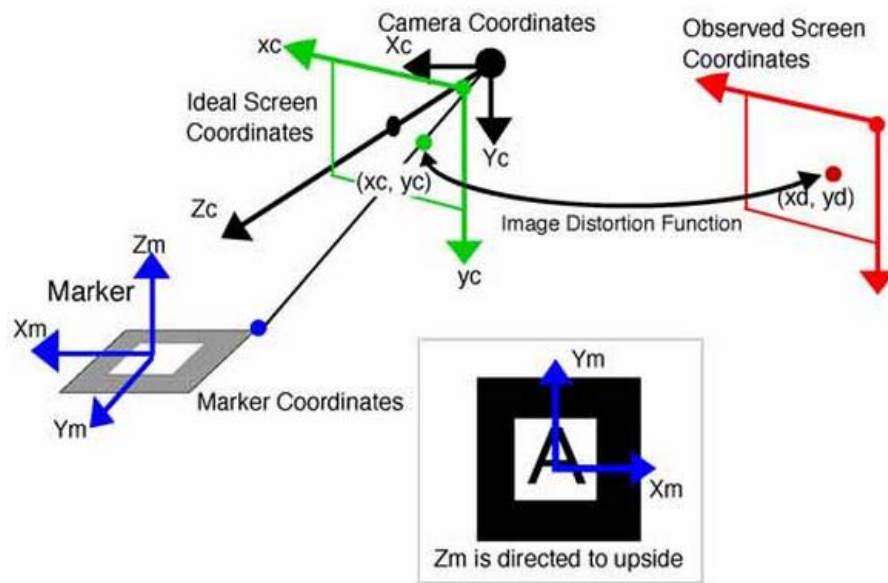 Camera Coordinates
Observed Screen
Coordinates
xc
Xc
Ideal Screen
Coordinates
Yc
(xc, yc)
(xd, yd)
Zc
Image Distortion Function
Zm
yc
Marker
Xm
Ym
Marker Coordinates
Ym
A
Xm
Zm is directed to upside